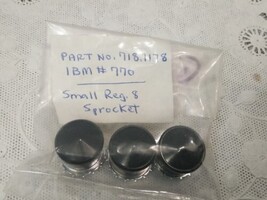 PART NO. 718.1178
IBM # 770
Small Reg. 8
Sprocket